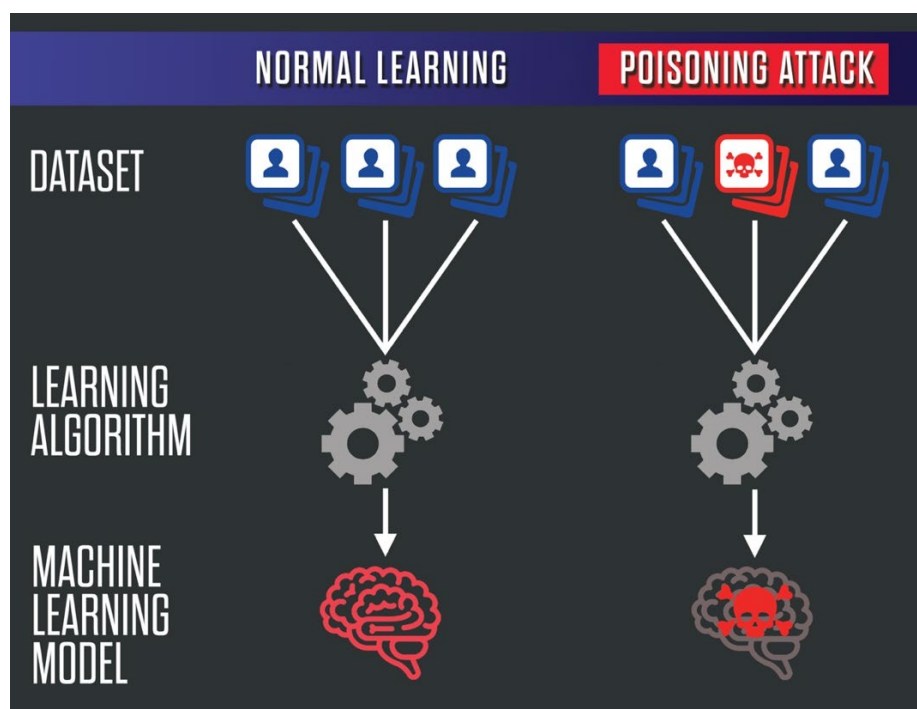 NORMAL LEARNING
POISONING ATTACK
DATASET
LEARNING
ALGORITHM
MACHINE
LEARNING
MODEL